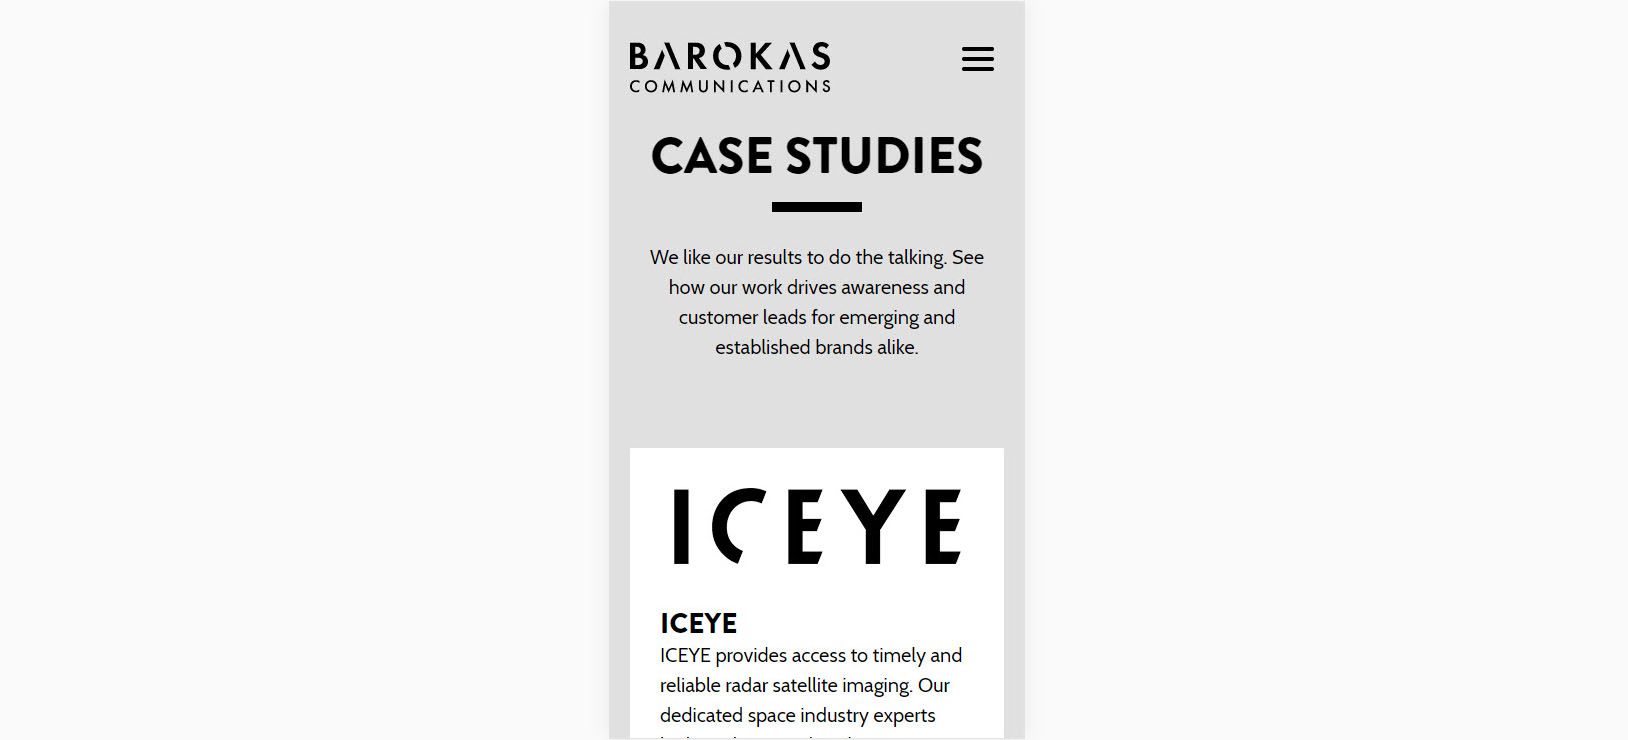 BAROKAS
COMMUNICATIONS
CASE STUDIES
We like our results to do the talking. See
how our work drives awareness and
customer leads for emerging and
established brands alike.
ICEYE
ICEYE
ICEYE provides access to timely and
reliable radar satellite imaging. Our
dedicated space industry experts